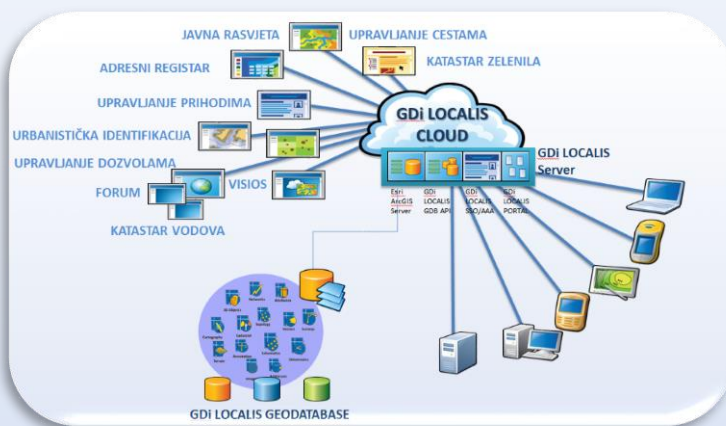 JAVNA RASVJETA
UPRAVLJANJE CESTAMA
ADRESNI REGISTAR
KATASTAR ZELENILA
UPRAVLJANJE PRIHODIMA
GDi LOCALIS
CLOUD
URBANISTIČKA IDENTIFIKACIJA
GDi LOCALIS
Server
UPRAVLJANJE DOZVOLAMA
FORUM
VISIOS
KATASTAR VODOVA
Esri
ArcGIS
Server
GDi
LOCALIS
GDB API
GDi
LOCALIS
SSO/AAA
GDi
LOCALIS
PORTAL
Networks
Topology
GDi LOCALIS GEODATABASE